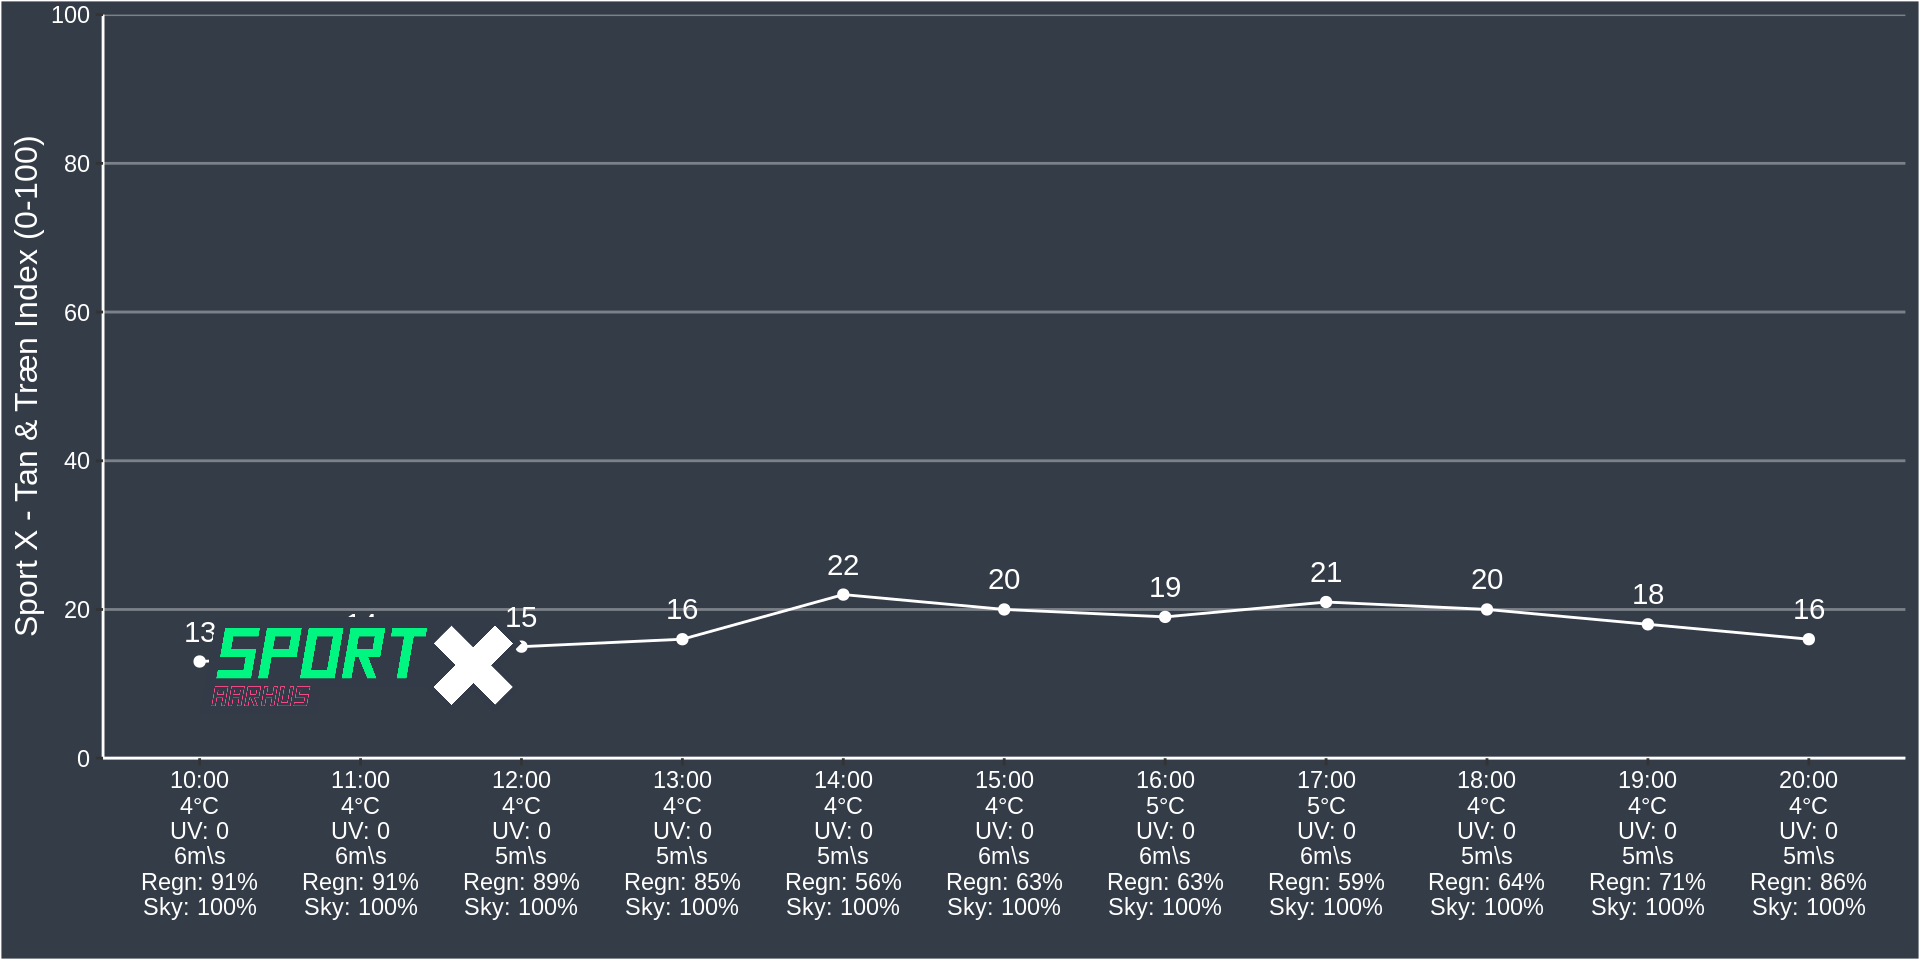 Sport X - Tan & Træn Index (0-100)
100
80
60
40
20
0
13
15
16
22
20
19
21
20
18
16
SPORT X
AARHUS
10:00 11:00 12:00 13:00 14:00 15:00 16:00 17:00 18:00 19:00 20:00
4°C 4°C 4°C 4°C 4°C 4°C 5°C 5°C 4°C 4°C 4°C
UV: 0 UV: 0 UV: 0 UV: 0 UV: 0 UV: 0 UV: 0 UV: 0 UV: 0 UV: 0 UV: 0
6m\s 6m\s 5m\s 5m\s 5m\s 6m\s 6m\s 6m\s 5m\s 5m\s 5m\s
Regn: 91% Regn: 91% Regn: 89% Regn: 85% Regn: 56% Regn: 63% Regn: 63% Regn: 59% Regn: 64% Regn: 71% Regn: 86%
Sky: 100% Sky: 100% Sky: 100% Sky: 100% Sky: 100% Sky: 100% Sky: 100% Sky: 100% Sky: 100% Sky: 100% Sky: 100%